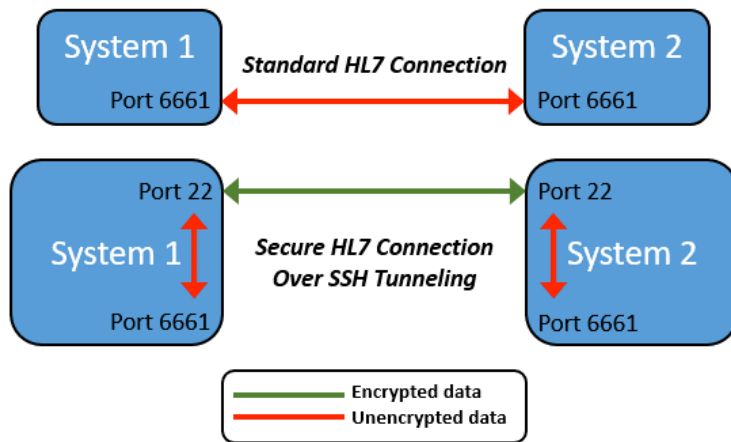 System 1
Port 6661
Standard HL7 Connection
System 2
Port 6661
Port 22
System 1
Port 6661
Secure HL7 Connection
Over SSH Tunneling
Port 22
System 2
Port 6661
Encrypted data
Unencrypted data